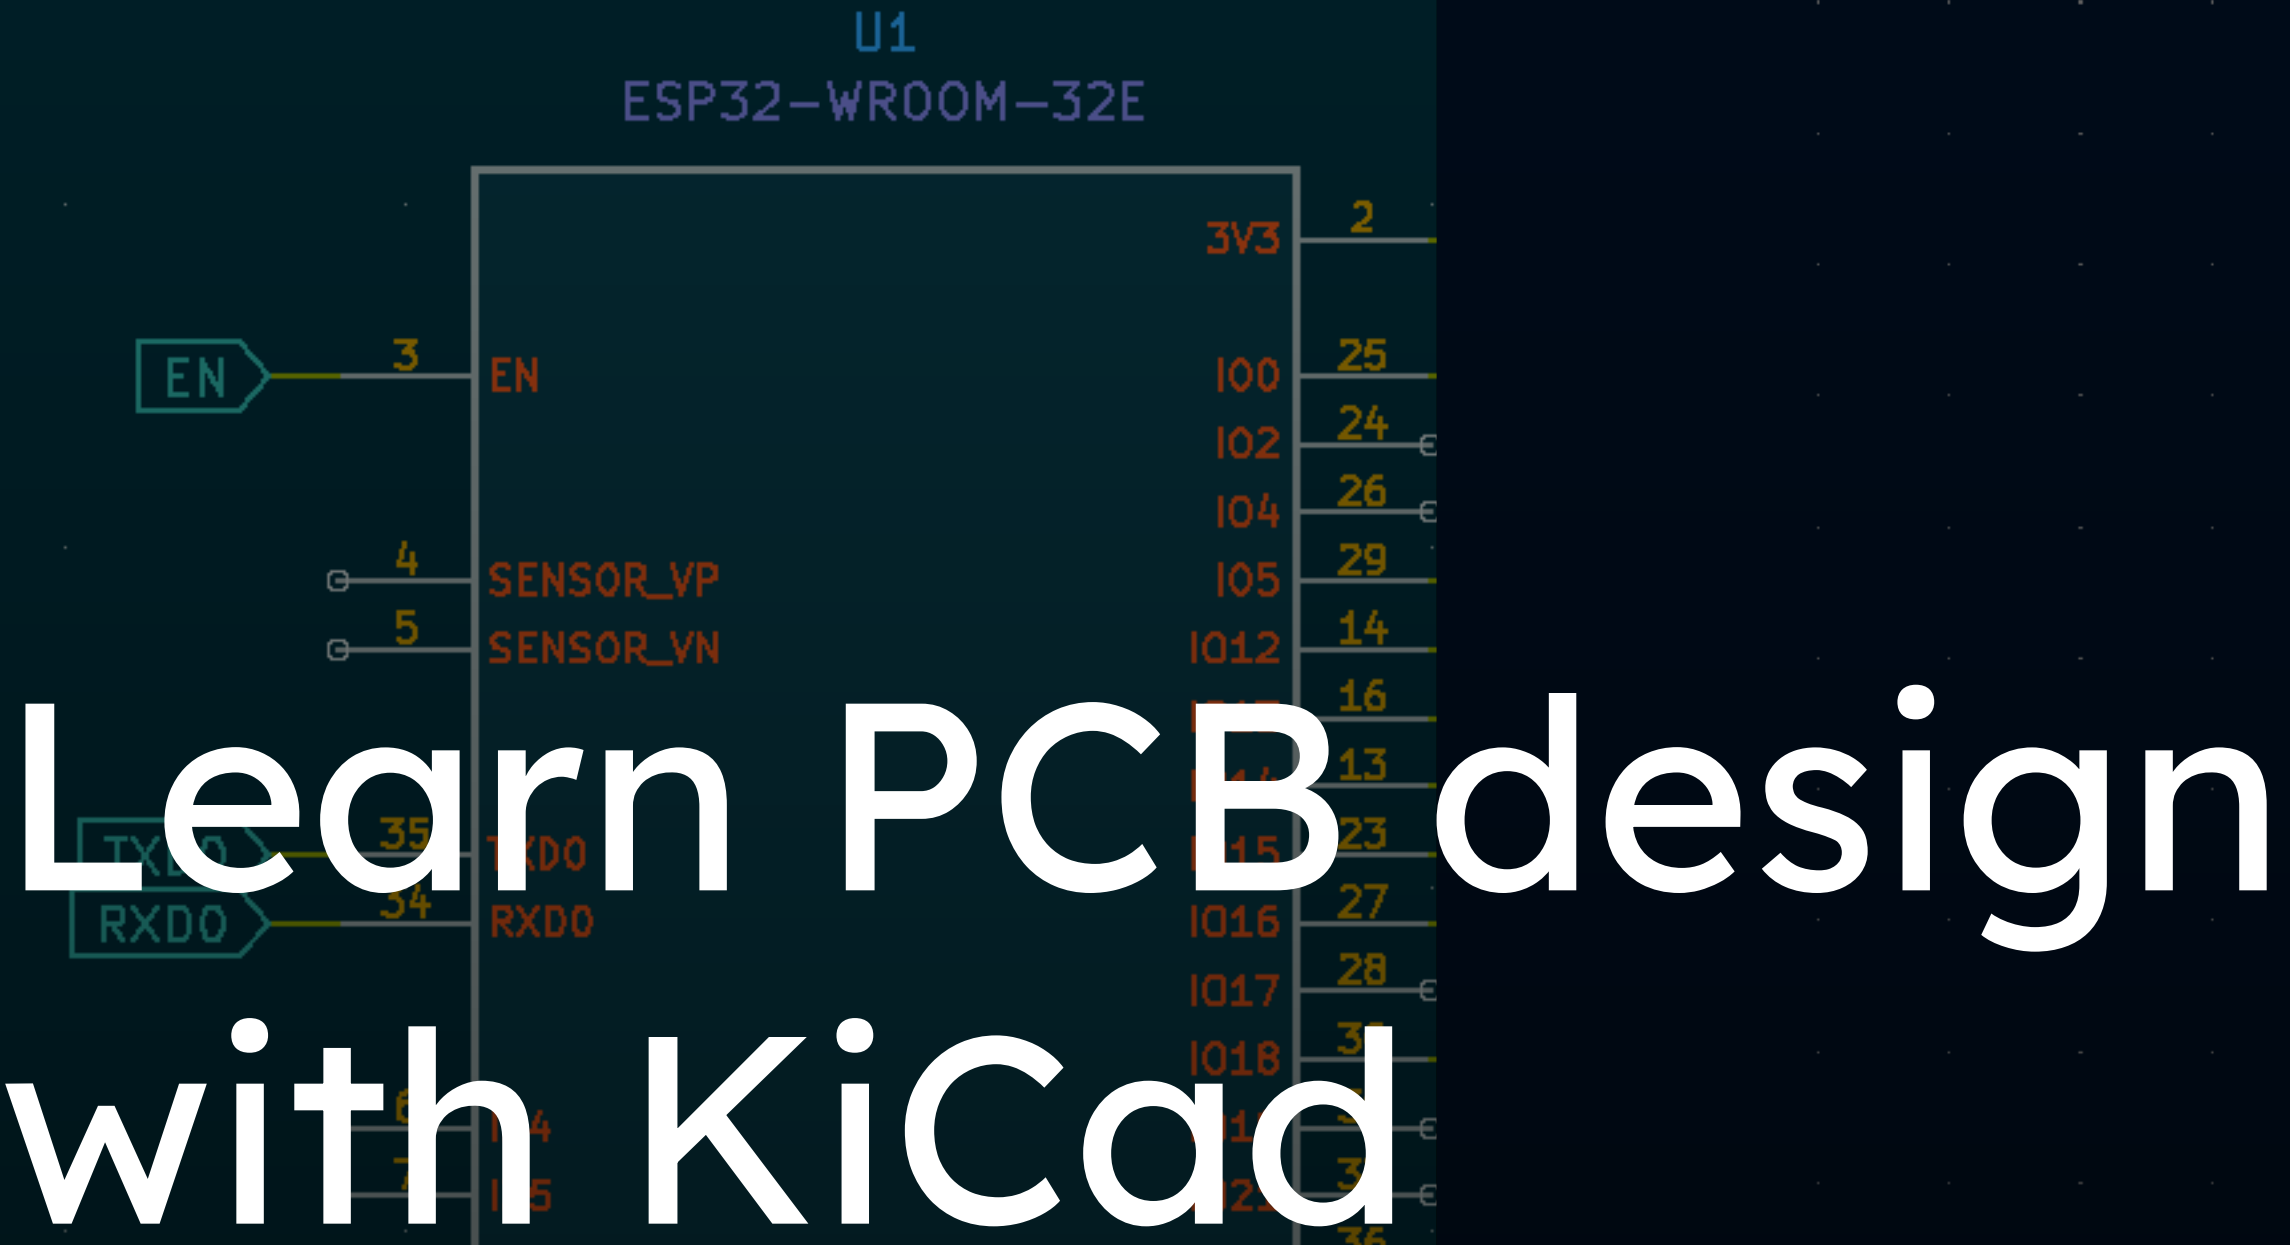 U1
ESP32-WROOM-32E
3V3 2
EN 3 EN IO0 25
IO2 24
IO4 26
4 SENSOR_VP IO5 29
5 SENSOR_VN IO12 14
16
13
Learn PCB design
35 TXD0 23
RXD0 34 RXD0 IO16 27
IO17 28
IO18
with KiCad
36